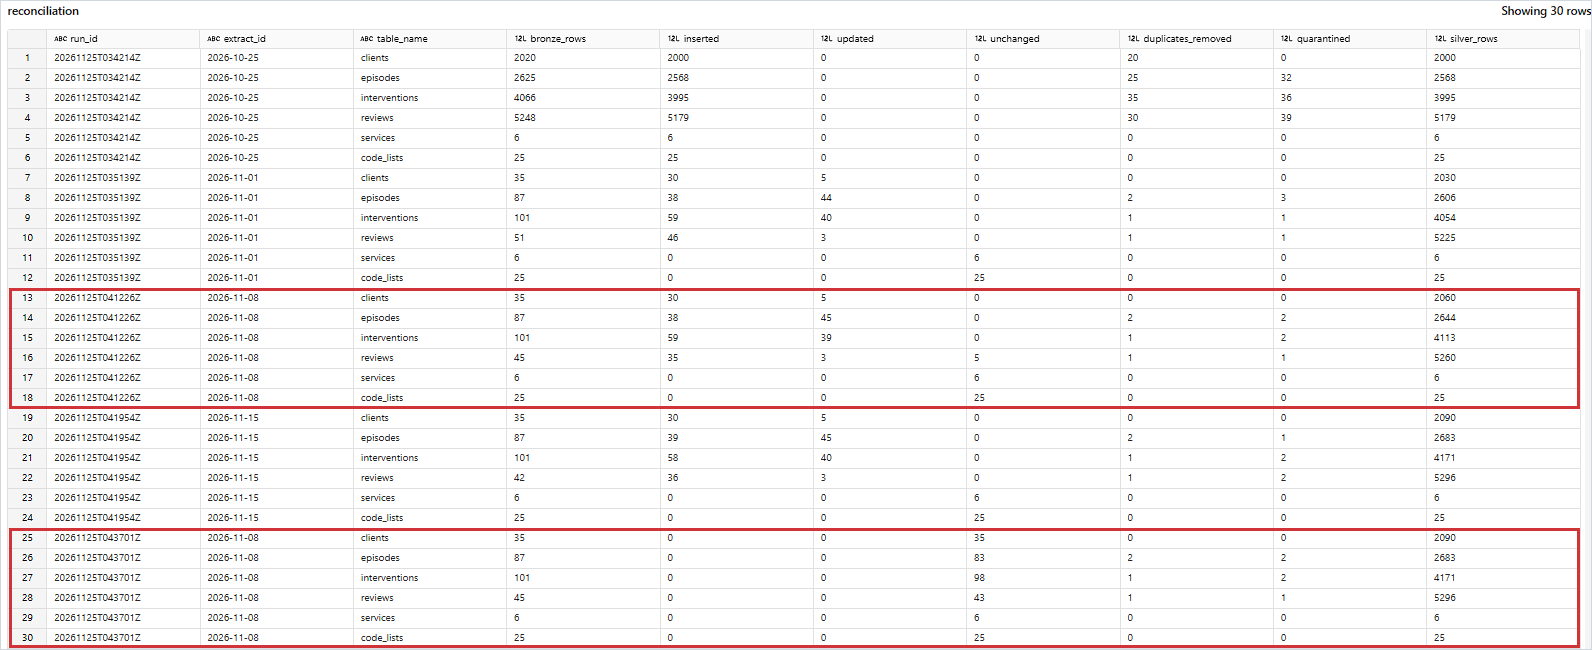 reconciliation Showing 30 rows
ABC run_id ABC extract_id ABC table_name 12L bronze_rows 12L inserted 12L updated 12L unchanged 12L duplicates_removed 12L quarantined 12L silver_rows
1 20261125T034214Z 2026-10-25 clients 2020 2000 0 0 20 0 2000
2 20261125T034214Z 2026-10-25 episodes 2625 2568 0 0 25 32 2568
3 20261125T034214Z 2026-10-25 interventions 4066 3995 0 0 35 36 3995
4 20261125T034214Z 2026-10-25 reviews 5248 5179 0 0 30 39 5179
5 20261125T034214Z 2026-10-25 services 6 6 0 0 0 0 6
6 20261125T034214Z 2026-10-25 code_lists 25 25 0 0 0 0 25
7 20261125T035139Z 2026-11-01 clients 35 30 5 0 0 0 2030
8 20261125T035139Z 2026-11-01 episodes 87 38 44 0 2 3 2606
9 20261125T035139Z 2026-11-01 interventions 101 59 40 0 1 1 4054
10 20261125T035139Z 2026-11-01 reviews 51 46 3 0 1 1 5225
11 20261125T035139Z 2026-11-01 services 6 0 0 6 0 0 6
12 20261125T035139Z 2026-11-01 code_lists 25 0 0 25 0 0 25
13 20261125T041226Z 2026-11-08 clients 35 30 5 0 0 0 2060
14 20261125T041226Z 2026-11-08 episodes 87 38 45 0 2 2 2644
15 20261125T041226Z 2026-11-08 interventions 101 59 39 0 1 2 4113
16 20261125T041226Z 2026-11-08 reviews 45 35 3 5 1 1 5260
17 20261125T041226Z 2026-11-08 services 6 0 0 6 0 0 6
18 20261125T041226Z 2026-11-08 code_lists 25 0 0 25 0 0 25
19 20261125T041954Z 2026-11-15 clients 35 30 5 0 0 0 2090
20 20261125T041954Z 2026-11-15 episodes 87 39 45 0 2 1 2683
21 20261125T041954Z 2026-11-15 interventions 101 58 40 0 1 2 4171
22 20261125T041954Z 2026-11-15 reviews 42 36 3 0 1 2 5296
23 20261125T041954Z 2026-11-15 services 6 0 0 6 0 0 6
24 20261125T041954Z 2026-11-15 code_lists 25 0 0 25 0 0 25
25 20261125T043701Z 2026-11-08 clients 35 0 0 35 0 0 2090
26 20261125T043701Z 2026-11-08 episodes 87 0 0 83 2 2 2683
27 20261125T043701Z 2026-11-08 interventions 101 0 0 98 1 2 4171
28 20261125T043701Z 2026-11-08 reviews 45 0 0 43 1 1 5296
29 20261125T043701Z 2026-11-08 services 6 0 0 6 0 0 6
30 20261125T043701Z 2026-11-08 code_lists 25 0 0 25 0 0 25